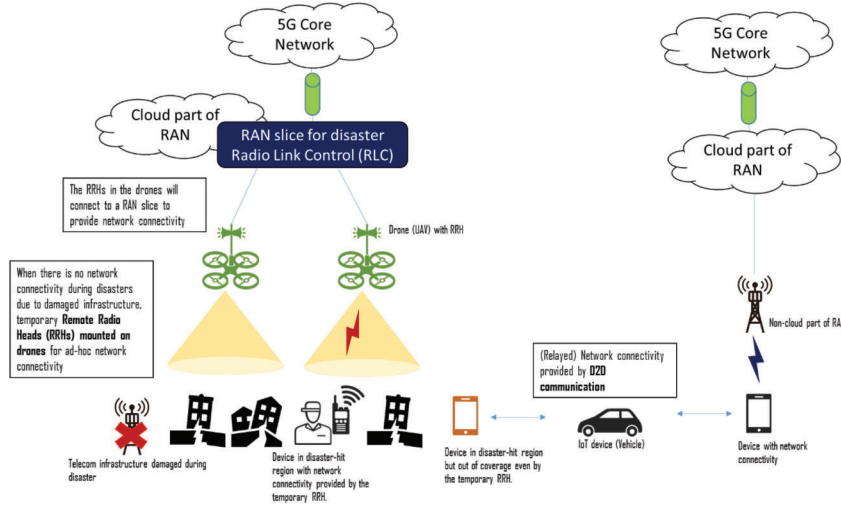 5G Core
Network
Cloud part of
RAN
RAN slice for disaster
Radio Link Control (RLC)
The RRHs in the drones will
connect to a RAN slice to
provide network connectivity
Drone (UAV) with RRH
When there is no network
connectivity during disasters
due to damaged infrastructure,
temporary Remote Radio
Heads (RRHs) mounted on
drones for ad-hoc network
connectivity
Telecom infrastructure damaged during
disaster
Device in disaster-hit
region with network
connectivity provided by the
temporary RRH.
Device in disaster-hit region
but out of coverage even by
the temporary RRH.
(Relayed) Network connectivity
provided by D2D
communication
IoT device (Vehicle)
5G Core
Network
Cloud part of
RAN
Non-cloud part of RA
Device with network
connectivity